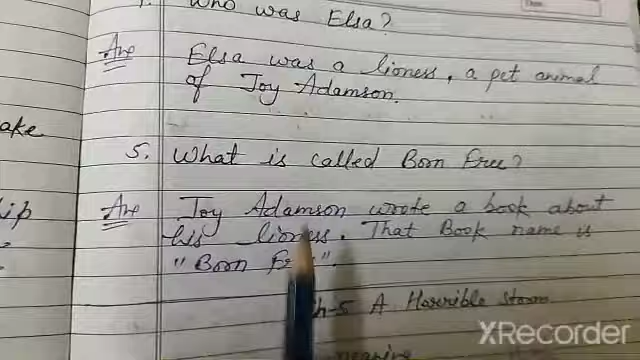 Who was Elsa?
Ans Elsa was a lioness, a pet animal
of Joy Adamson.
ake
5. What is called Born Free?
ip
Ans Joy Adamson wrote a book about
his lioness. That Book name is
"Born Free".
Ch-5 A Horrible Storm
meaning
XRecorder